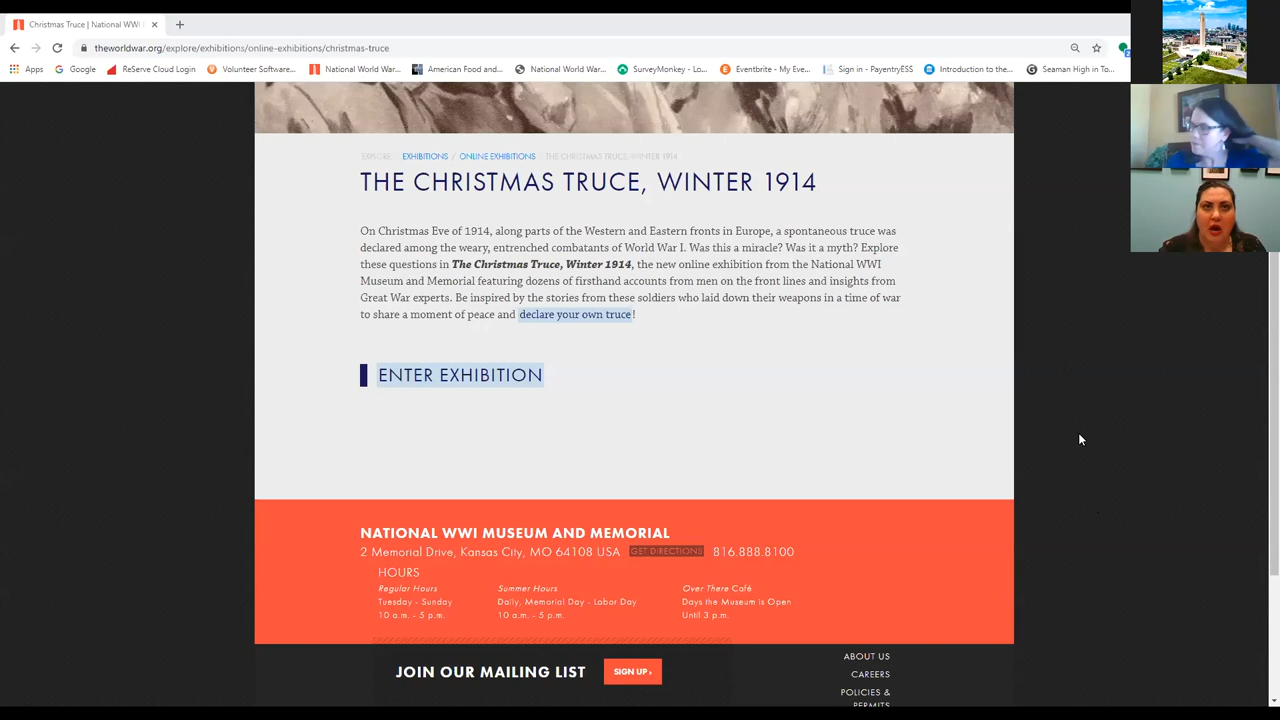 Christmas Truce | National WWI
theworldwar.org/explore/exhibitions/online-exhibitions/christmas-truce
Apps Google ReServe Cloud Login Volunteer Software... National World War... American Food and... National World War... SurveyMonkey - Lo... Eventbrite - My Eve... Sign in - PayentryESS Introduction to the... Seaman High in To...
EXPLORE EXHIBITIONS / ONLINE EXHIBITIONS THE CHRISTMAS TRUCE, WINTER 1914
THE CHRISTMAS TRUCE, WINTER 1914
On Christmas Eve of 1914, along parts of the Western and Eastern fronts in Europe, a spontaneous truce was
declared among the weary, entrenched combatants of World War I. Was this a miracle? Was it a myth? Explore
these questions in The Christmas Truce, Winter 1914, the new online exhibition from the National WWI
Museum and Memorial featuring dozens of firsthand accounts from men on the front lines and insights from
Great War experts. Be inspired by the stories from these soldiers who laid down their weapons in a time of war
to share a moment of peace and declare your own truce!
ENTER EXHIBITION
NATIONAL WWI MUSEUM AND MEMORIAL
2 Memorial Drive, Kansas City, MO 64108 USA GET DIRECTIONS 816.888.8100
HOURS
Regular Hours Summer Hours Over There Café
Tuesday - Sunday Daily, Memorial Day - Labor Day Days the Museum is Open
10 a.m. - 5 p.m. 10 a.m. - 5 p.m. Until 3 p.m.
JOIN OUR MAILING LIST SIGN UP ›
ABOUT US
CAREERS
POLICIES &
PERMITS